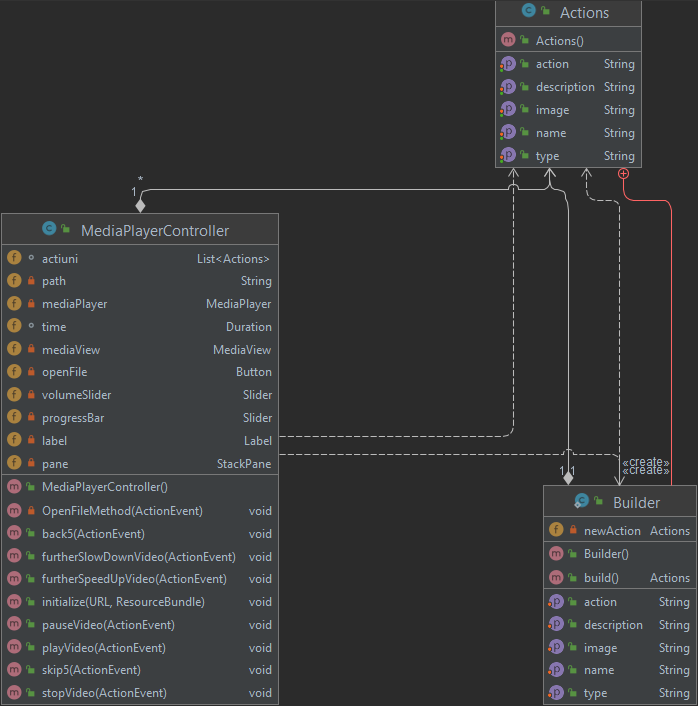 Actions
Actions()
action String
description String
image String
name String
type String
*
1
MediaPlayerController
actiuni List<Actions>
path String
mediaPlayer MediaPlayer
time Duration
mediaView MediaView
openFile Button
volumeSlider Slider
progressBar Slider
label Label
pane StackPane
MediaPlayerController()
OpenFileMethod(ActionEvent) void
back5(ActionEvent) void
furtherSlowDownVideo(ActionEvent) void
furtherSpeedUpVideo(ActionEvent) void
initialize(URL, ResourceBundle) void
pauseVideo(ActionEvent) void
playVideo(ActionEvent) void
skip5(ActionEvent) void
stopVideo(ActionEvent) void
«create»
«create»
1 1
Builder
newAction Actions
Builder()
build() Actions
action String
description String
image String
name String
type String